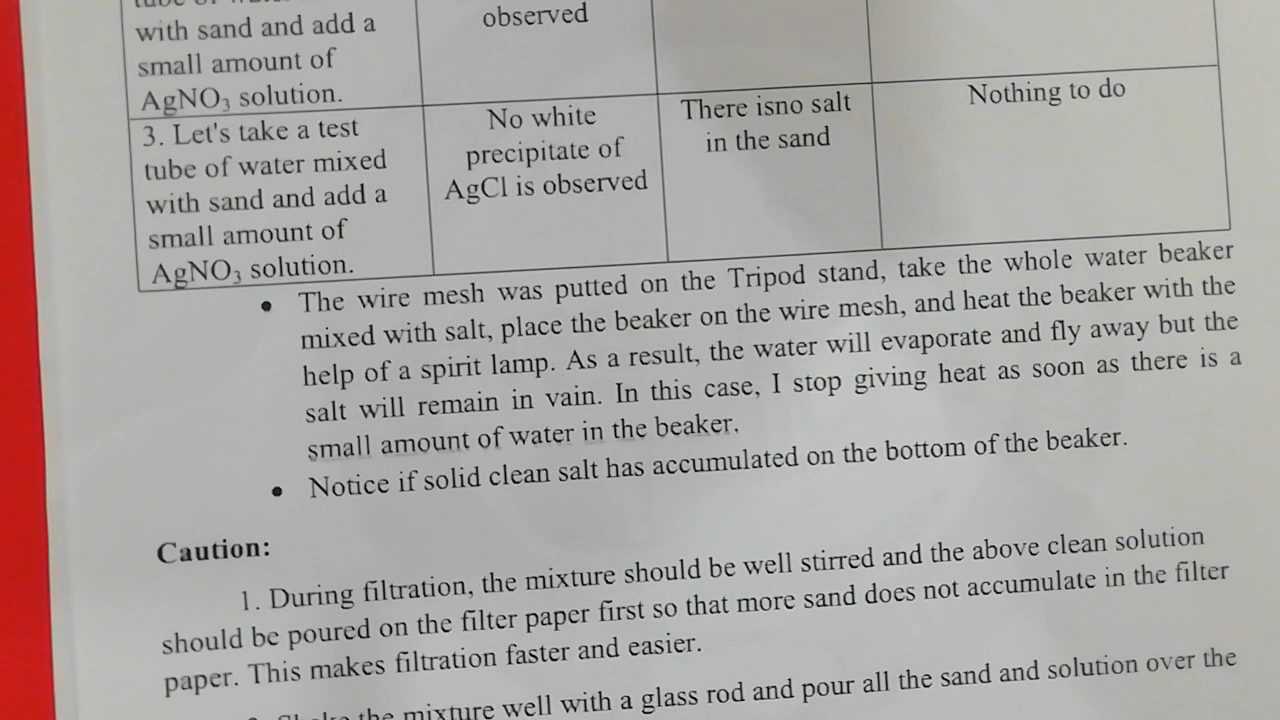 tube of water
with sand and add a
small amount of
AgNO₃ solution.
observed
3. Let's take a test
tube of water mixed
with sand and add a
small amount of
AgNO₃ solution.
No white
precipitate of
AgCl is observed
There isno salt
in the sand
Nothing to do
• The wire mesh was putted on the Tripod stand, take the whole water beaker
mixed with salt, place the beaker on the wire mesh, and heat the beaker with the
help of a spirit lamp. As a result, the water will evaporate and fly away but the
salt will remain in vain. In this case, I stop giving heat as soon as there is a
small amount of water in the beaker.
• Notice if solid clean salt has accumulated on the bottom of the beaker.
Caution:
1. During filtration, the mixture should be well stirred and the above clean solution
should be poured on the filter paper first so that more sand does not accumulate in the filter
paper. This makes filtration faster and easier.
the mixture well with a glass rod and pour all the sand and solution over the